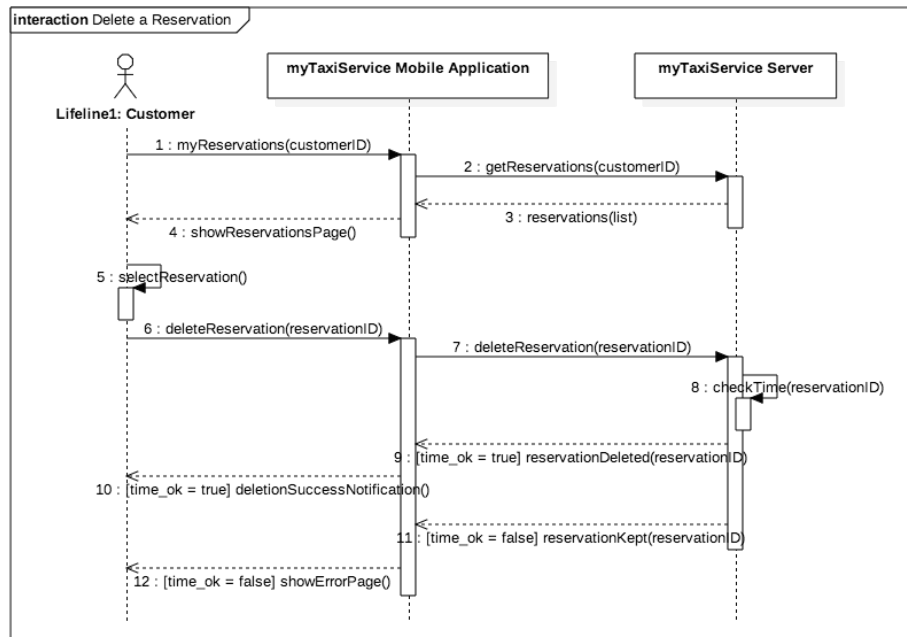 interaction Delete a Reservation
myTaxiService Mobile Application
myTaxiService Server
Lifeline1: Customer
1 : myReservations(customerID)
2 : getReservations(customerID)
3 : reservations(list)
4 : showReservationsPage()
5 : selectReservation()
6 : deleteReservation(reservationID)
7 : deleteReservation(reservationID)
8 : checkTime(reservationID)
9 : [time_ok = true] reservationDeleted(reservationID)
10 : [time_ok = true] deletionSuccessNotification()
11 : [time_ok = false] reservationKept(reservationID)
12 : [time_ok = false] showErrorPage()